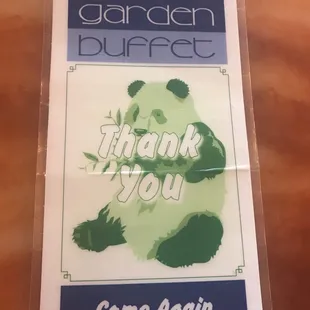 garden
buffet
Thank
You
Come Again